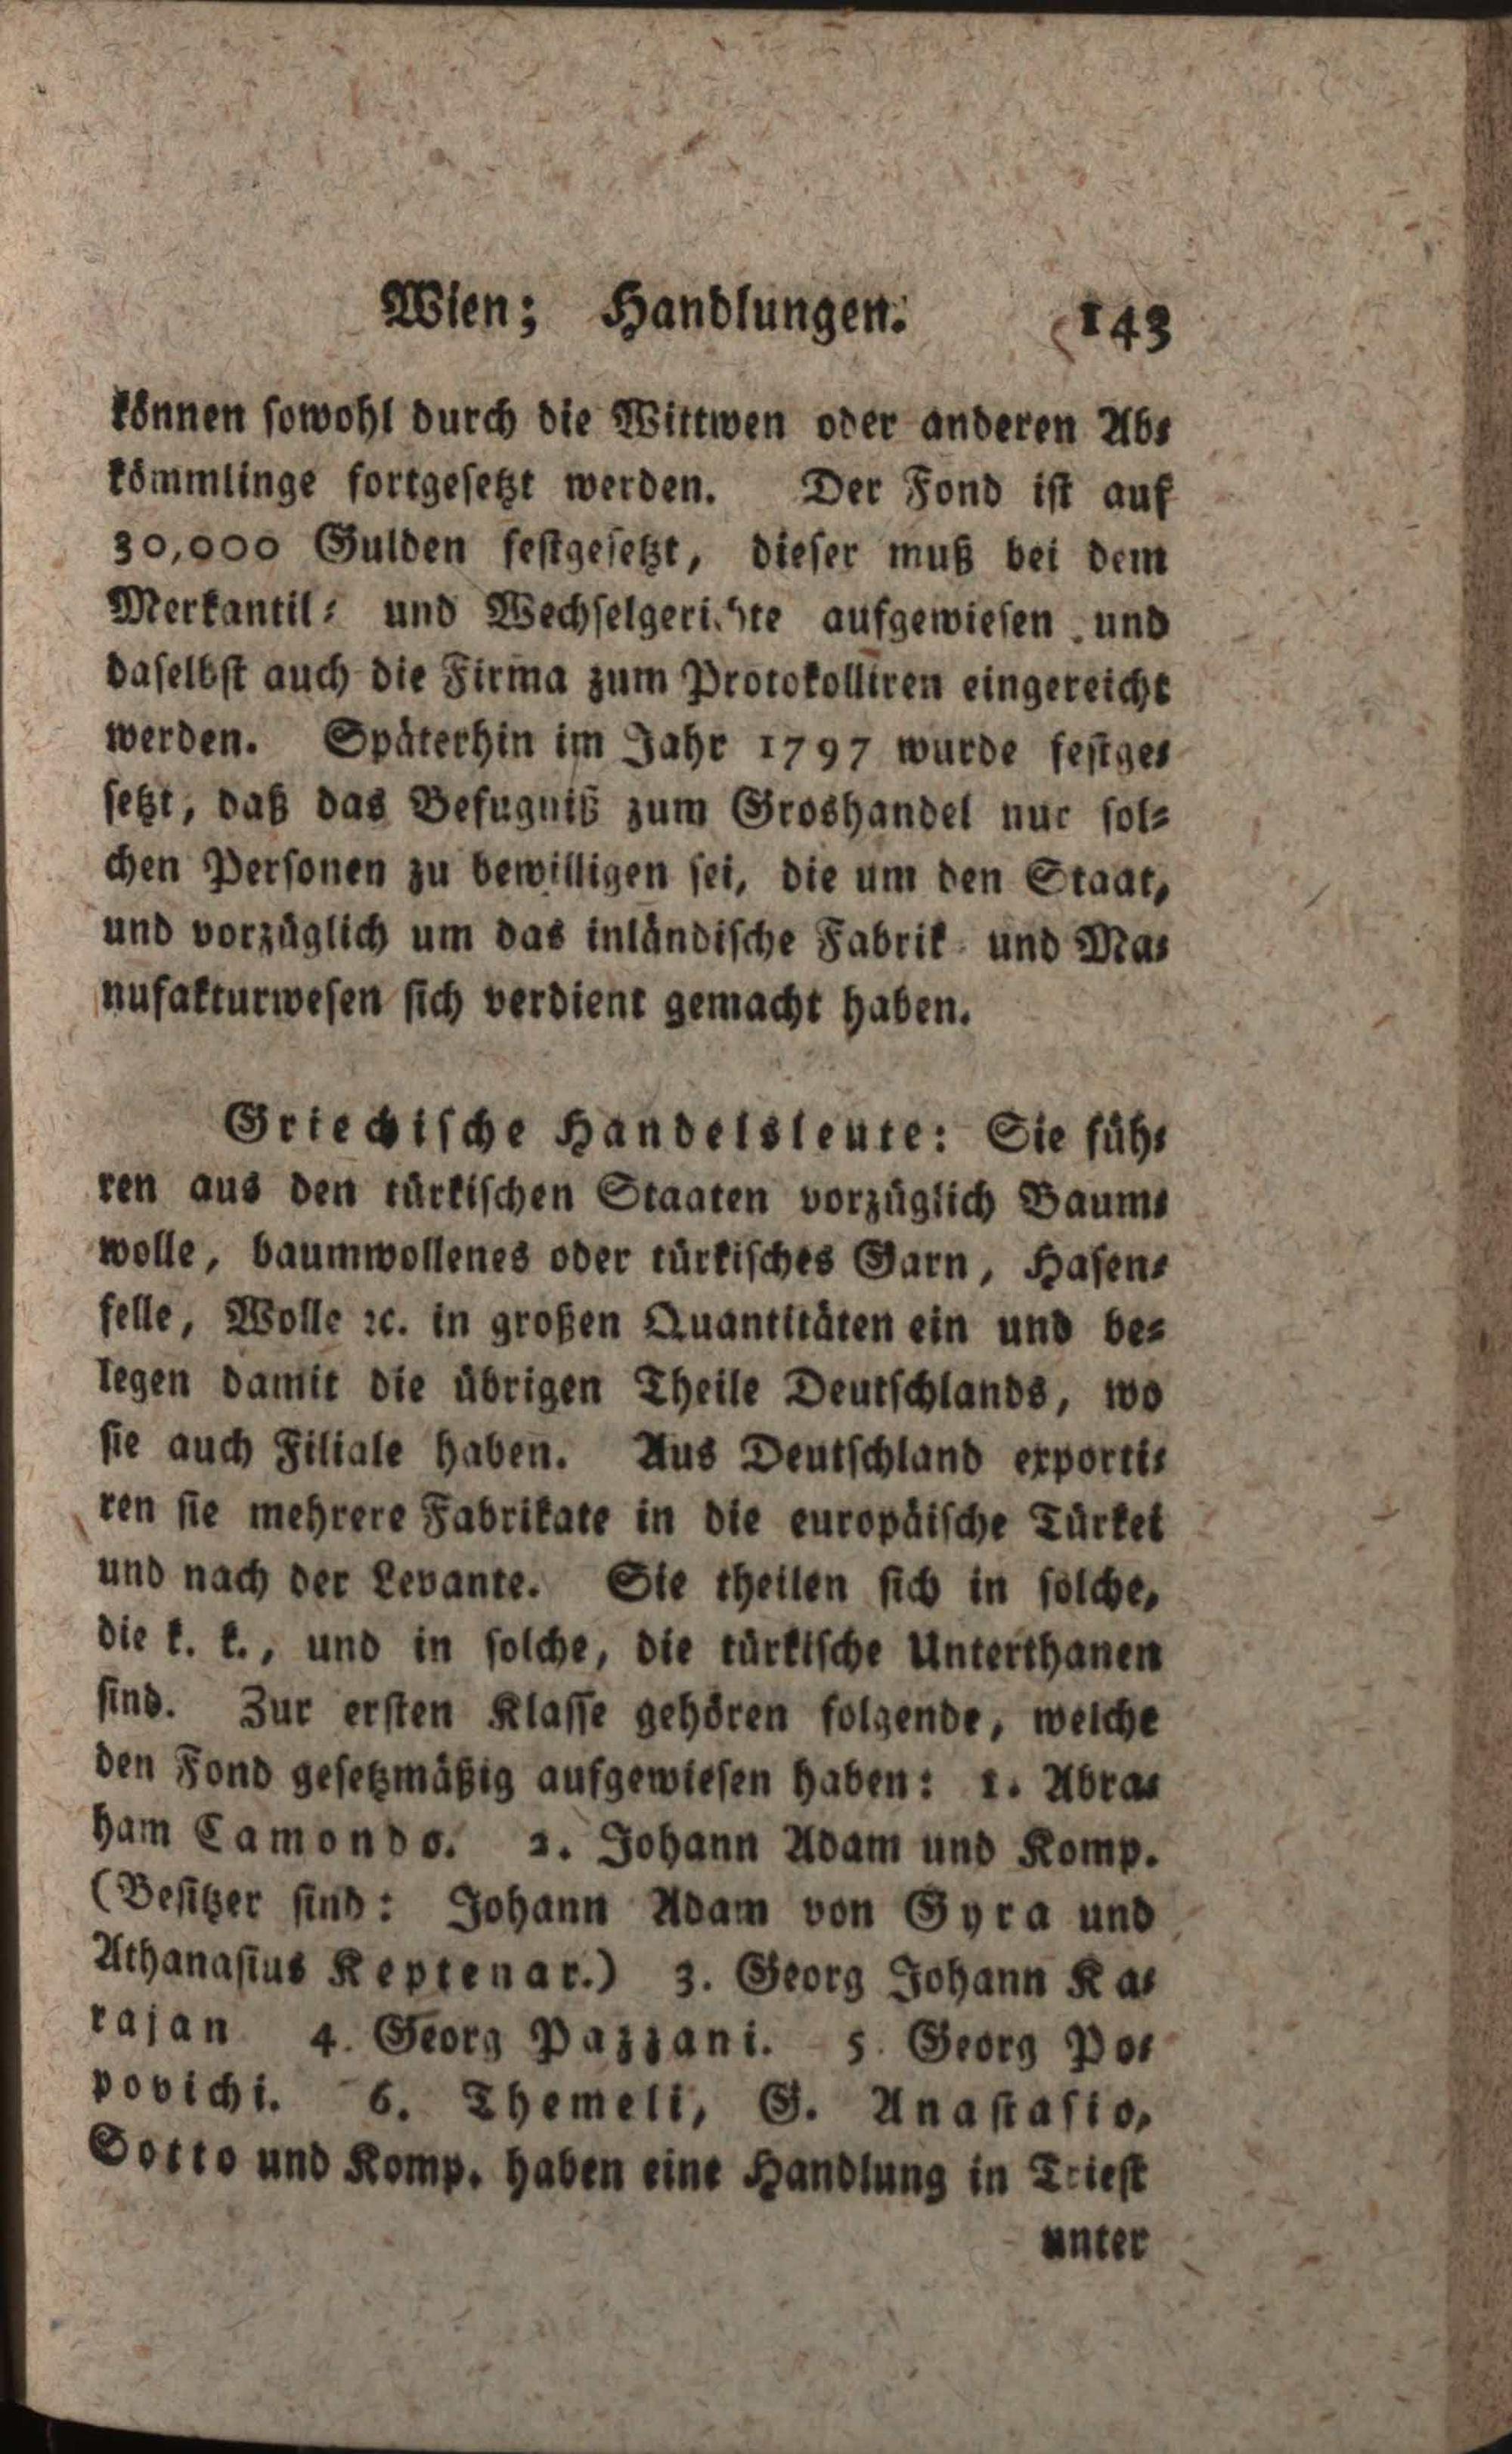 Wien; Handlungen. 143
können sowohl durch die Wittwen oder anderen Ab-
kömmlinge fortgesetzt werden. Der Fond ist auf
30,000 Gulden festgesetzt, dieser muß bei dem
Merkantil- und Wechselgerichte aufgewiesen und
daselbst auch die Firma zum Protokolliren eingereicht
werden. Späterhin im Jahr 1797 wurde festge-
setzt, daß das Befugniß zum Groshandel nur sol-
chen Personen zu bewilligen sei, die um den Staat,
und vorzüglich um das inländische Fabrik und Ma-
nufakturwesen sich verdient gemacht haben.
Griechische Handelsleute: Sie füh-
ren aus den türkischen Staaten vorzüglich Baum-
wolle, baumwollenes oder türkisches Garn, Hasen-
felle, Wolle ꝛc. in großen Quantitäten ein und be-
legen damit die übrigen Theile Deutschlands, wo
sie auch Filiale haben. Aus Deutschland exporti-
ren sie mehrere Fabrikate in die europäische Türkei
und nach der Levante. Sie theilen sich in solche,
die k. k., und in solche, die türkische Unterthanen
sind. Zur ersten Klasse gehören folgende, welche
den Fond gesetzmäßig aufgewiesen haben: 1. Abra-
ham Camondo. 2. Johann Adam und Komp.
(Besitzer sind: Johann Adam von Gyra und
Athanasius Keptenar.) 3. Georg Johann Ka-
rajan 4. Georg Pazzani. 5. Georg Po-
povichi. 6. Themeli, G. Anastasio,
Sotto und Komp. haben eine Handlung in Triest
unter